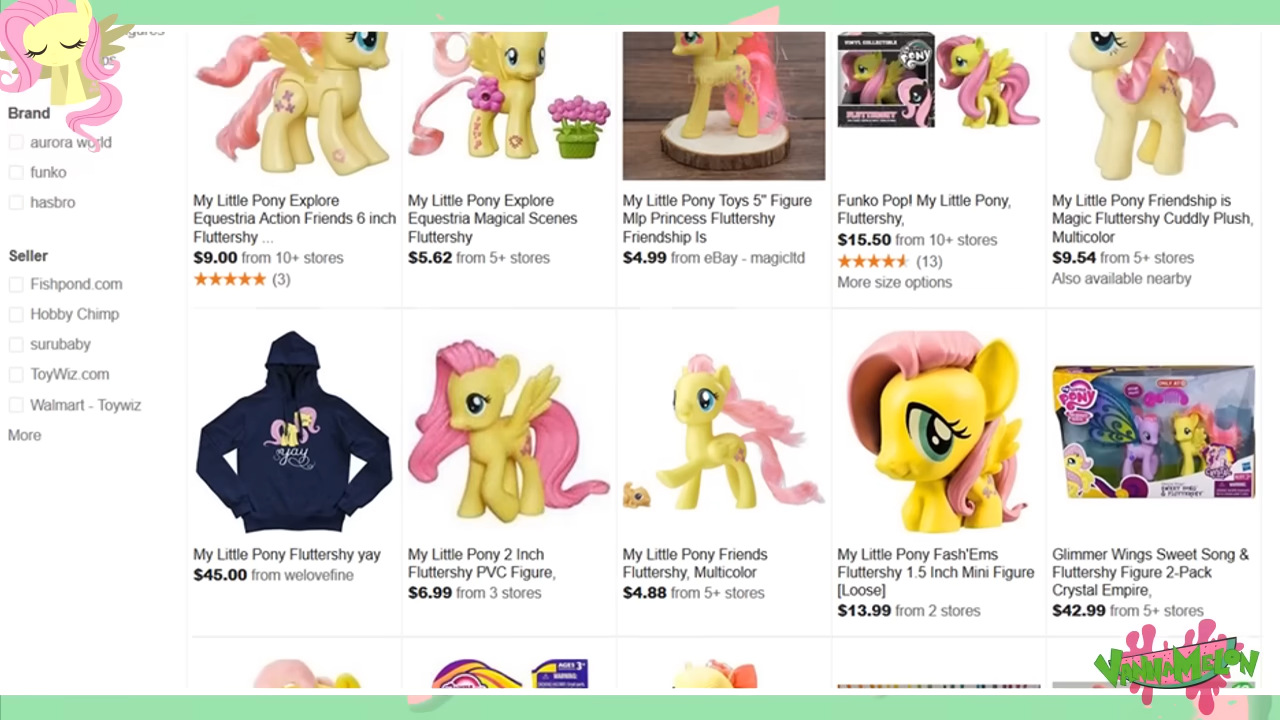 Brand
aurora world
funko
hasbro
Seller
Fishpond.com
Hobby Chimp
surubaby
ToyWiz.com
Walmart - Toywiz
More
My Little Pony Explore
Equestria Action Friends 6 inch
Fluttershy ...
$9.00 from 10+ stores
(3)
My Little Pony Explore
Equestria Magical Scenes
Fluttershy
$5.62 from 5+ stores
My Little Pony Toys 5" Figure
Mlp Princess Fluttershy
Friendship Is
$4.99 from eBay - magicltd
VINYL COLLECTIBLE
FLUTTERSHY
Funko Pop! My Little Pony,
Fluttershy,
$15.50 from 10+ stores
(13)
More size options
My Little Pony Friendship is
Magic Fluttershy Cuddly Plush,
Multicolor
$9.54 from 5+ stores
Also available nearby
yay
My Little Pony Fluttershy yay
$45.00 from welovefine
My Little Pony 2 Inch
Fluttershy PVC Figure,
$6.99 from 3 stores
My Little Pony Friends
Fluttershy, Multicolor
$4.88 from 5+ stores
My Little Pony Fash'Ems
Fluttershy 1.5 Inch Mini Figure
[Loose]
$13.99 from 2 stores
PONY
Glimmer Wings Sweet Song &
Fluttershy Figure 2-Pack
Crystal Empire,
$42.99 from 5+ stores
AGES 3+
WARNING
VANNAMELON